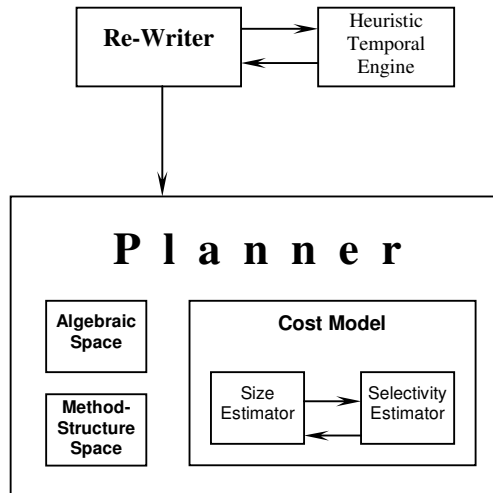 Re-Writer
Heuristic
Temporal
Engine
P l a n n e r
Algebraic
Space
Method-
Structure
Space
Cost Model
Size
Estimator
Selectivity
Estimator